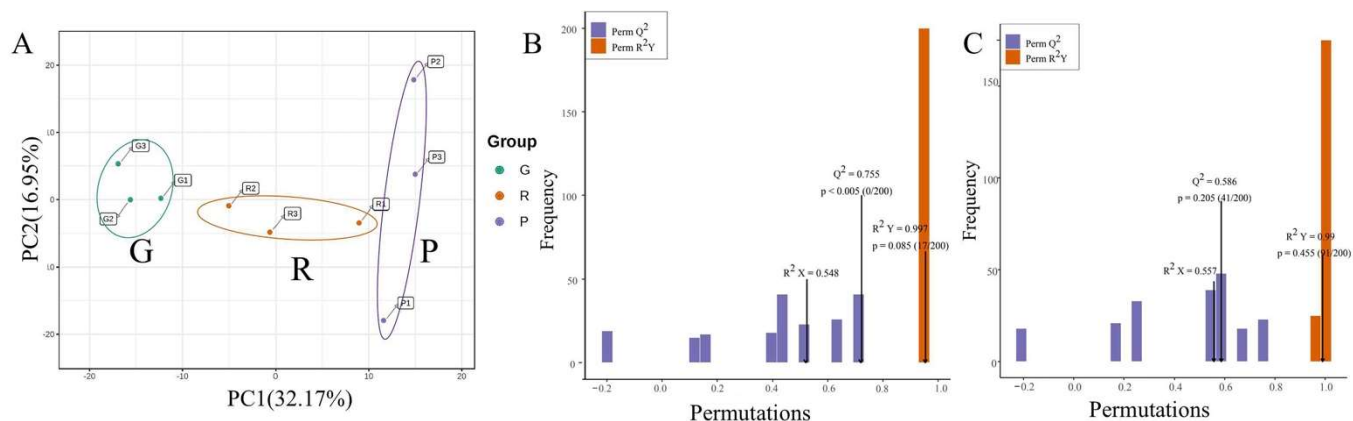 A
PC2(16.95%)
20
10
0
-10
-20
G3
G1
G2
G
R2
R3
R1
R
P2
P3
P1
P
-20
-10
0
10
20
PC1(32.17%)
Group
G
R
P
B
Perm Q²
Perm R²Y
Frequency
200
150
100
50
0
Q² = 0.755
p < 0.005 (0/200)
R² Y = 0.997
p = 0.085 (17/200)
R² X = 0.548
−0.2
0.0
0.2
0.4
0.6
0.8
1.0
Permutations
C
Perm Q²
Perm R²Y
Frequency
150
100
50
0
Q² = 0.586
p = 0.205 (41/200)
R² Y = 0.99
p = 0.455 (91/200)
R² X = 0.557
−0.2
0.0
0.2
0.4
0.6
0.8
1.0
Permutations